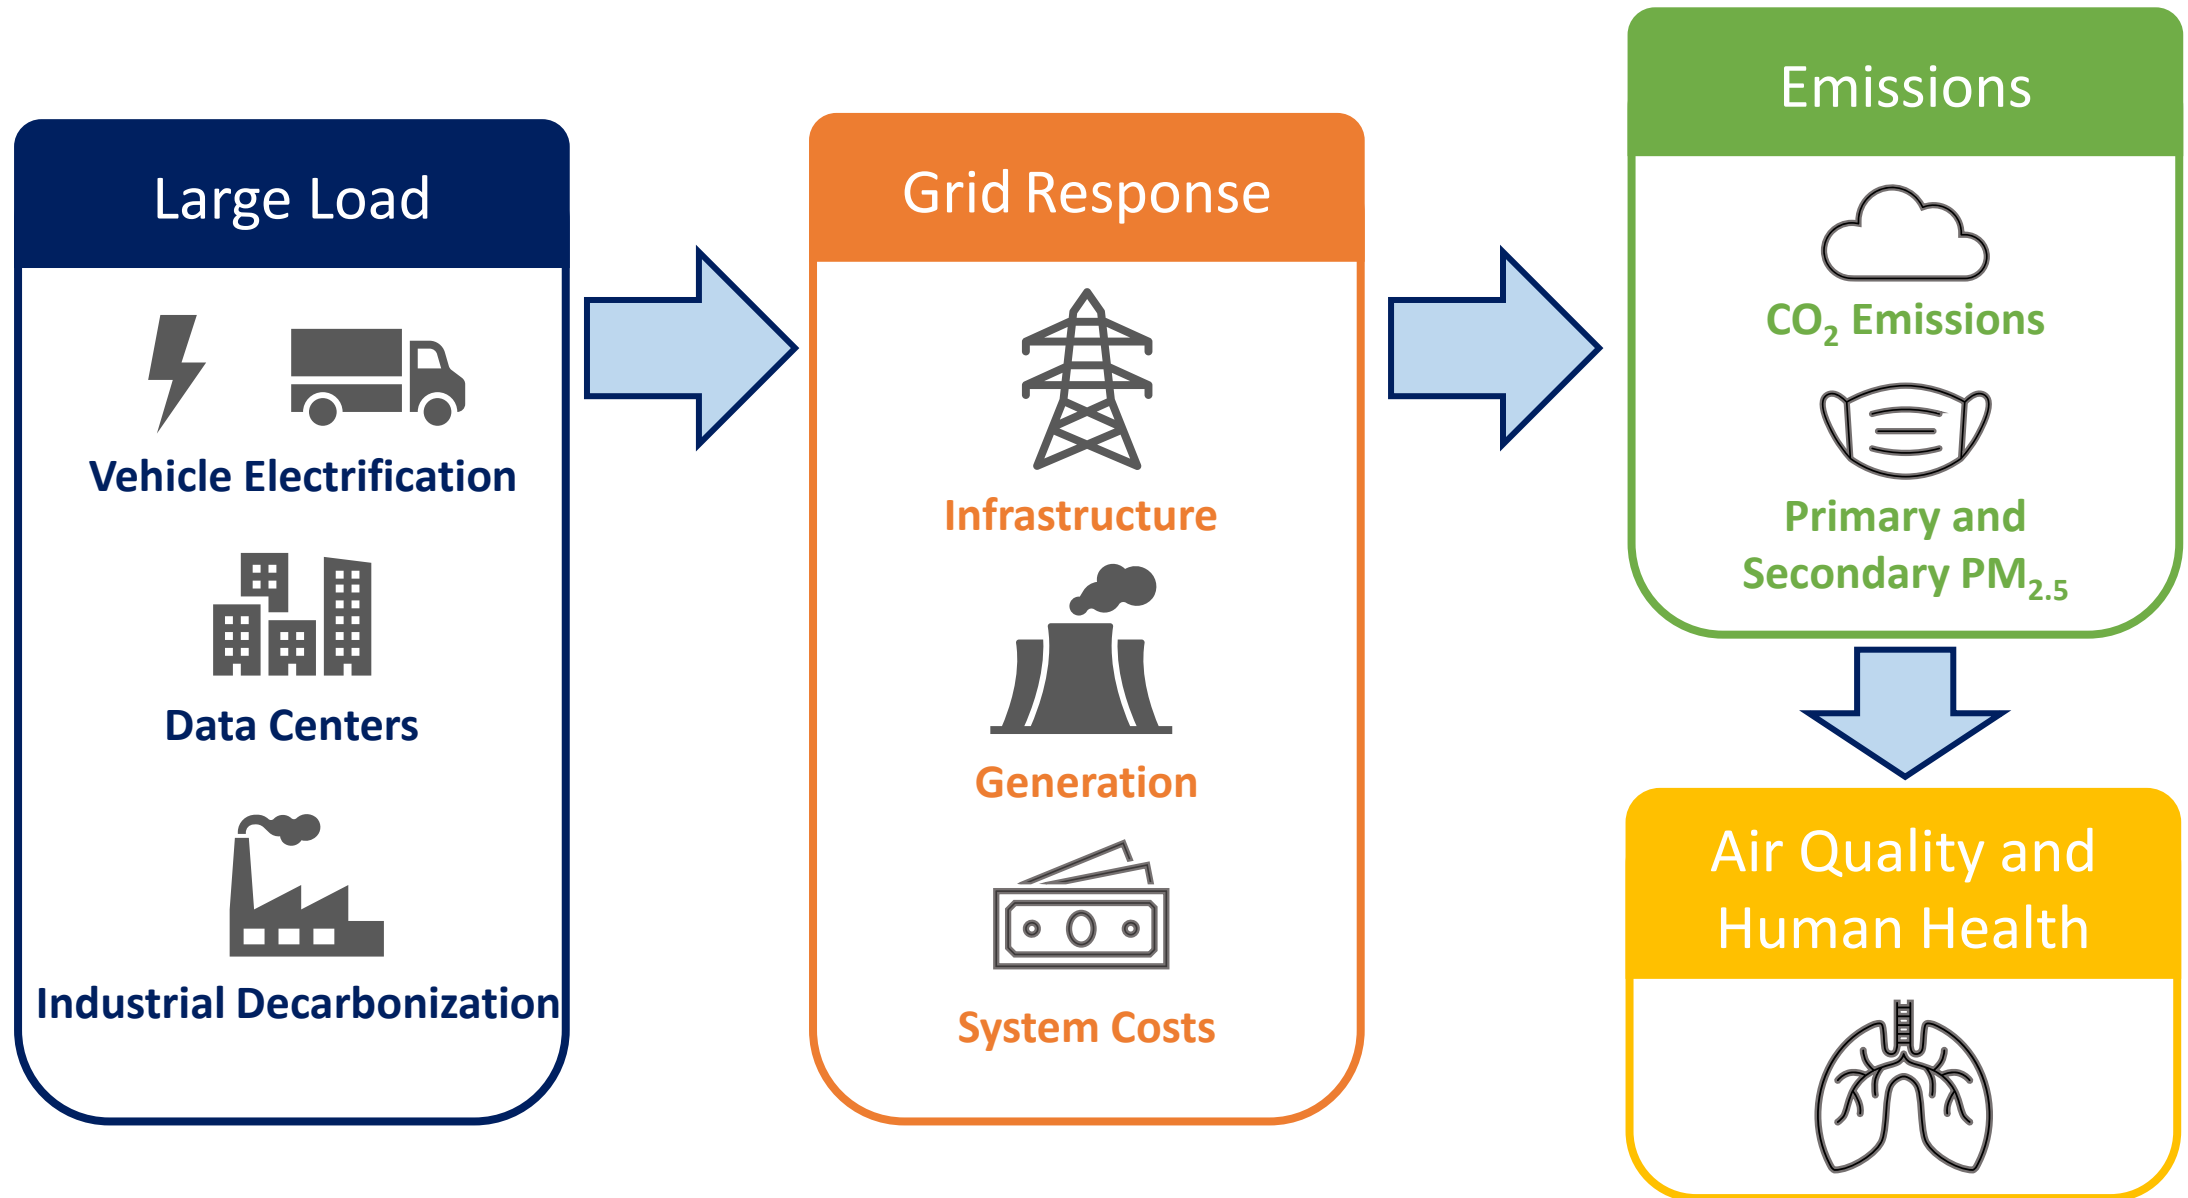 Large Load
Vehicle Electrification
Data Centers
Industrial Decarbonization
Grid Response
Infrastructure
Generation
System Costs
Emissions
CO₂ Emissions
Primary and
Secondary PM₂.₅
Air Quality and
Human Health